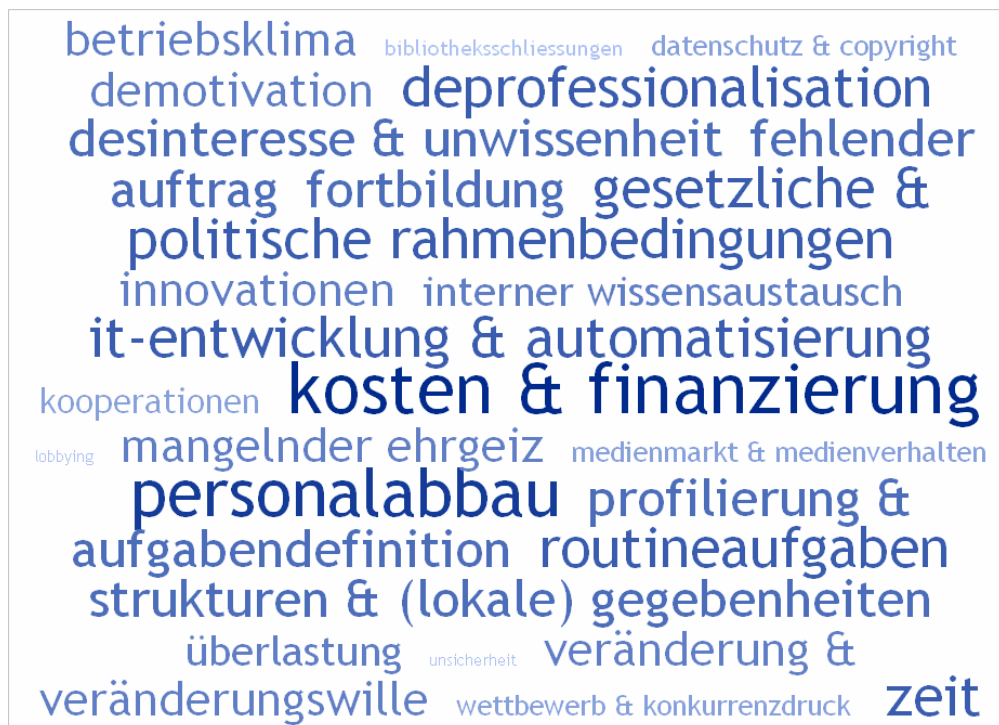 betriebsklima bibliotheksschliessungen datenschutz & copyright
demotivation deprofessionalisation
desinteresse & unwissenheit fehlender
auftrag fortbildung gesetzliche &
politische rahmenbedingungen
innovationen interner wissensaustausch
it-entwicklung & automatisierung
kooperationen kosten & finanzierung
lobbying mangelnder ehrgeiz medienmarkt & medienverhalten
personalabbau profilierung &
aufgabendefinition routineaufgaben
strukturen & (lokale) gegebenheiten
überlastung unsicherheit veränderung &
veränderungswille wettbewerb & konkurrenzdruck zeit